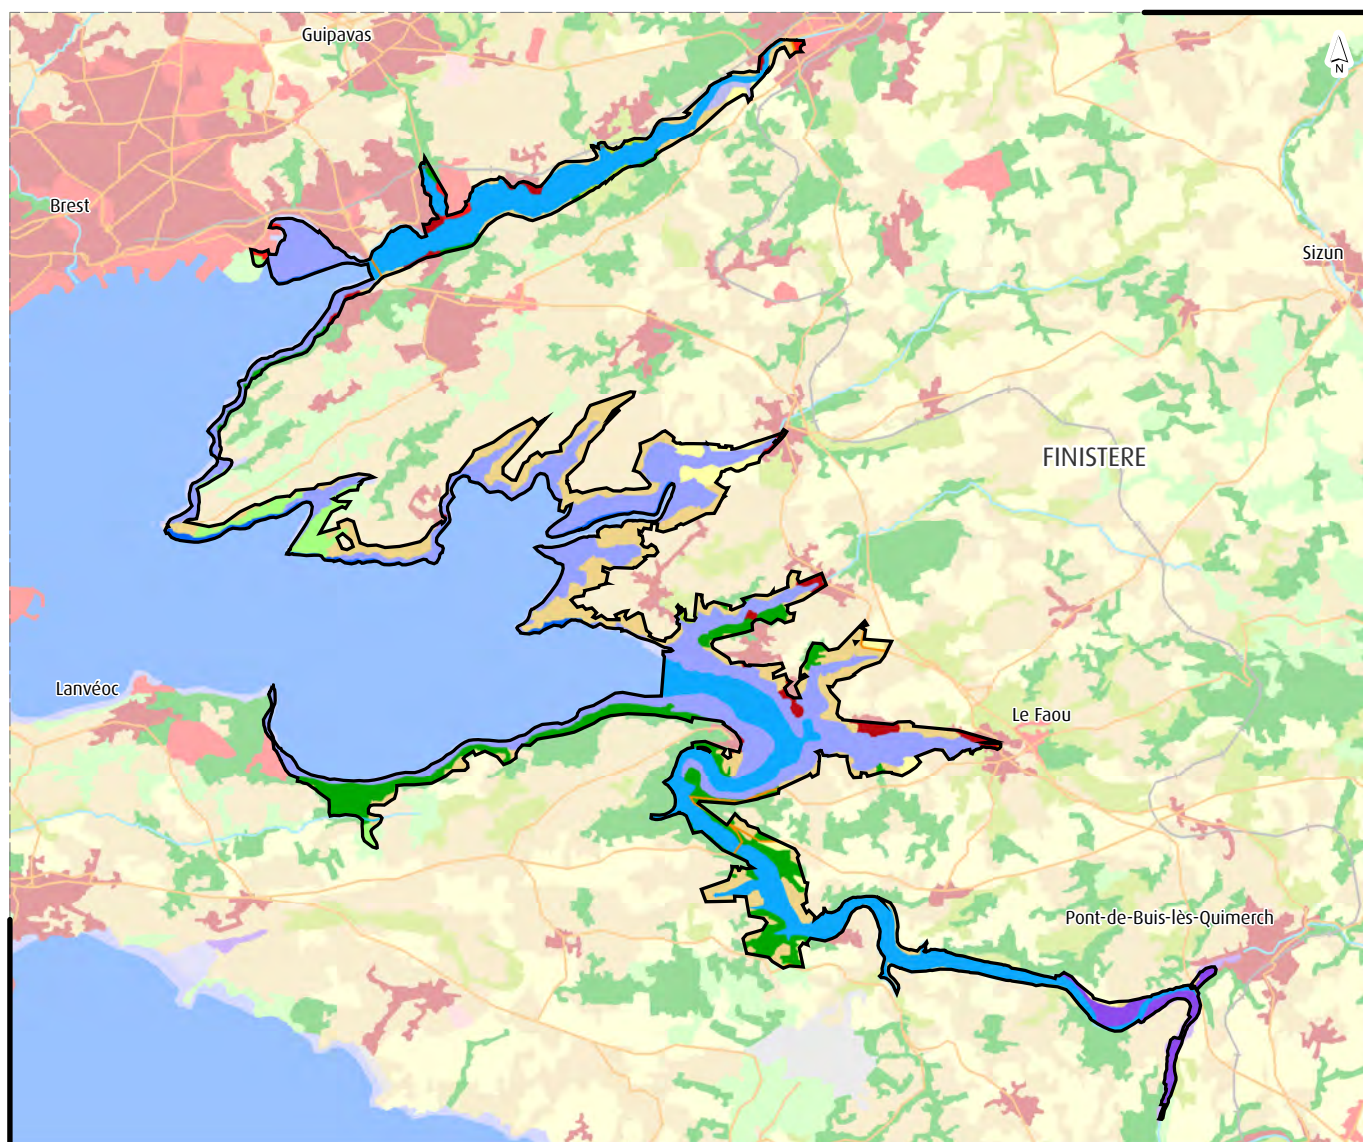 Guipavas
N
Brest
Sizun
FINISTERE
Lanvéoc
Le Faou
Pont-de-Buis-lès-Quimerch